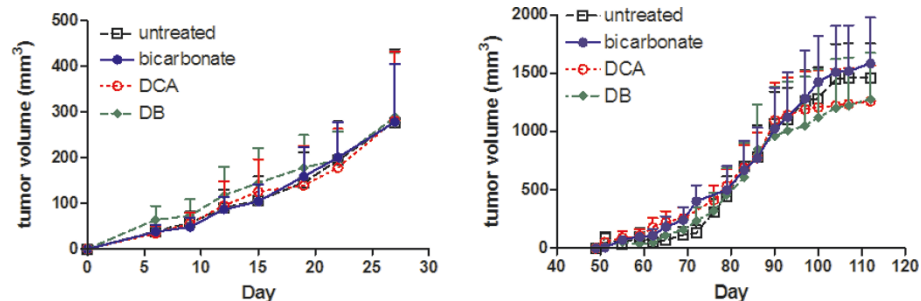 500
400
300
200
100
0
tumor volume (mm³)
untreated
bicarbonate
DCA
DB
0 5 10 15 20 25 30
Day
2000
1500
1000
500
0
tumor volume (mm³)
untreated
bicarbonate
DCA
DB
40 50 60 70 80 90 100 110 120
Day